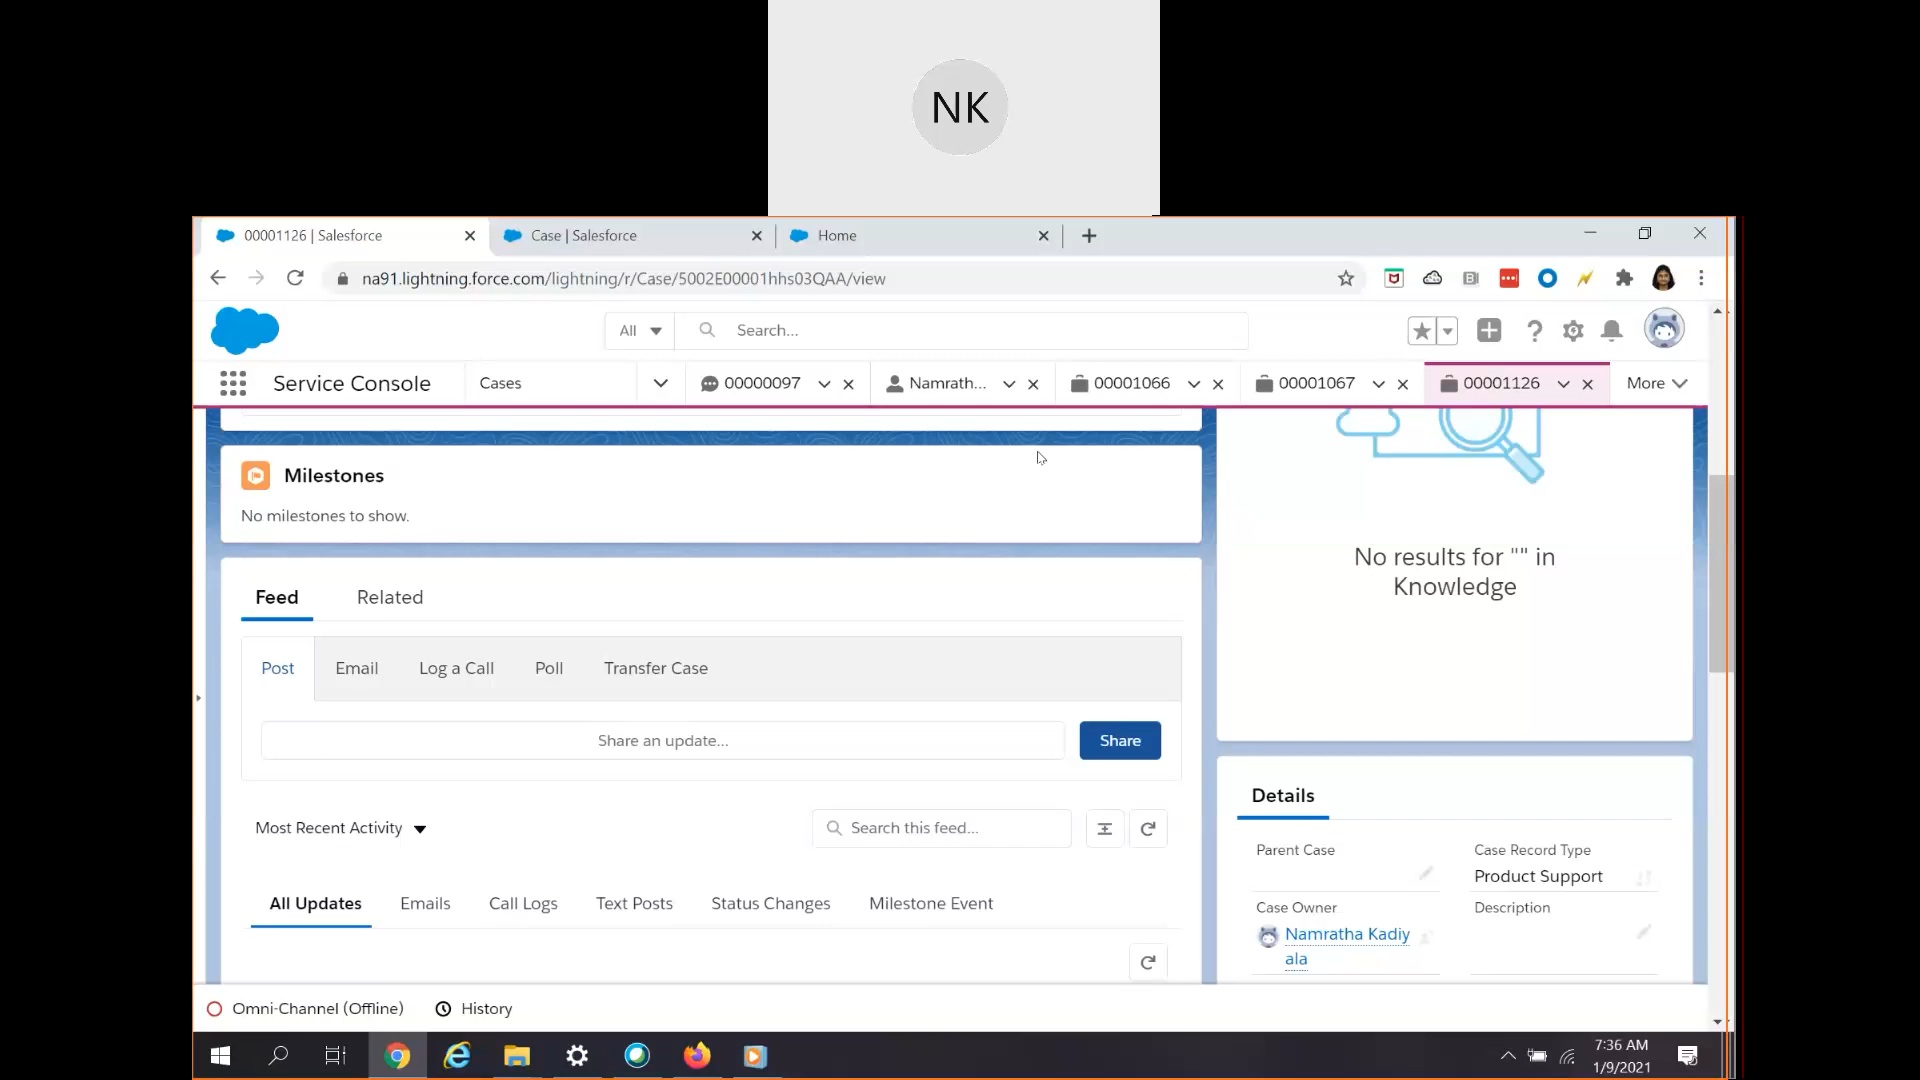 NK
00001126 | Salesforce
Case | Salesforce
Home
na91.lightning.force.com/lightning/r/Case/5002E00001hhs03QAA/view
All
Search...
Service Console
Cases
00000097
Namrath...
00001066
00001067
00001126
More
Milestones
No milestones to show.
No results for "" in
Knowledge
Feed
Related
Post
Email
Log a Call
Poll
Transfer Case
Share an update...
Share
Most Recent Activity
Search this feed...
All Updates
Emails
Call Logs
Text Posts
Status Changes
Milestone Event
Details
Parent Case
Case Record Type
Product Support
Case Owner
Description
Namratha Kadiy
ala
Omni-Channel (Offline)
History
7:36 AM
1/9/2021